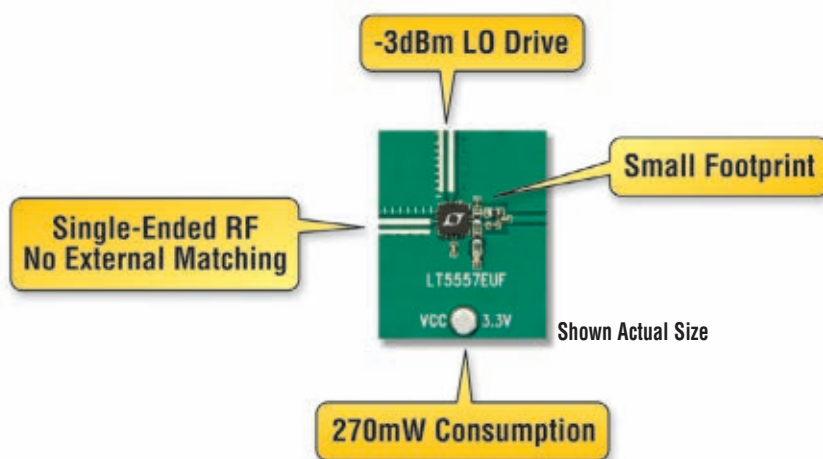 -3dBm LO Drive
Small Footprint
Single-Ended RF
No External Matching
LT5557EUF
VCC 3.3V
Shown Actual Size
270mW Consumption